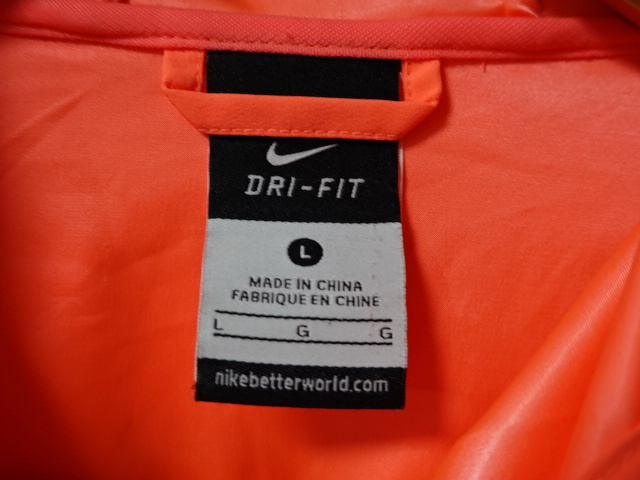 DRI-FIT
L
MADE IN CHINA
FABRIQUE EN CHINE
L G G
nikebetterworld.com